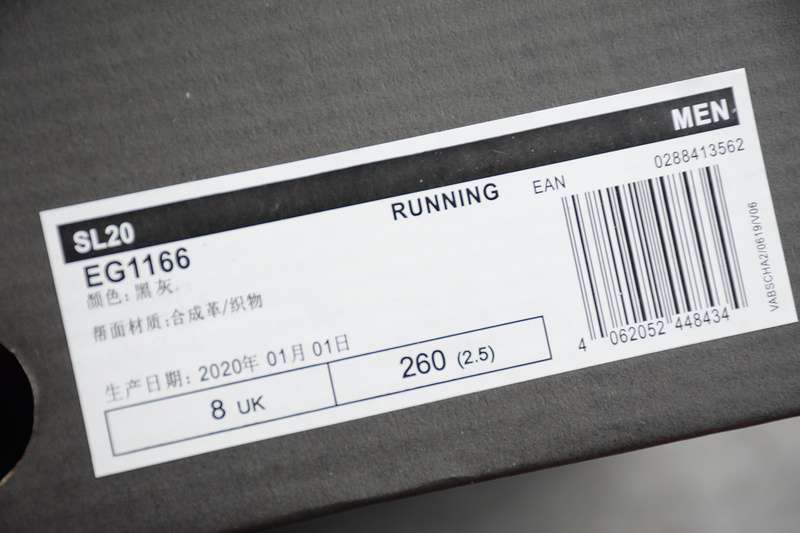 SL20
MEN
EG1166
RUNNING
EAN
0288413562
颜色: 黑灰
帮面材质:合成革/织物
生产日期: 2020年 01月 01日
8 UK
260 (2.5)
4 062052 448434
VABSCHA2/0619/V06